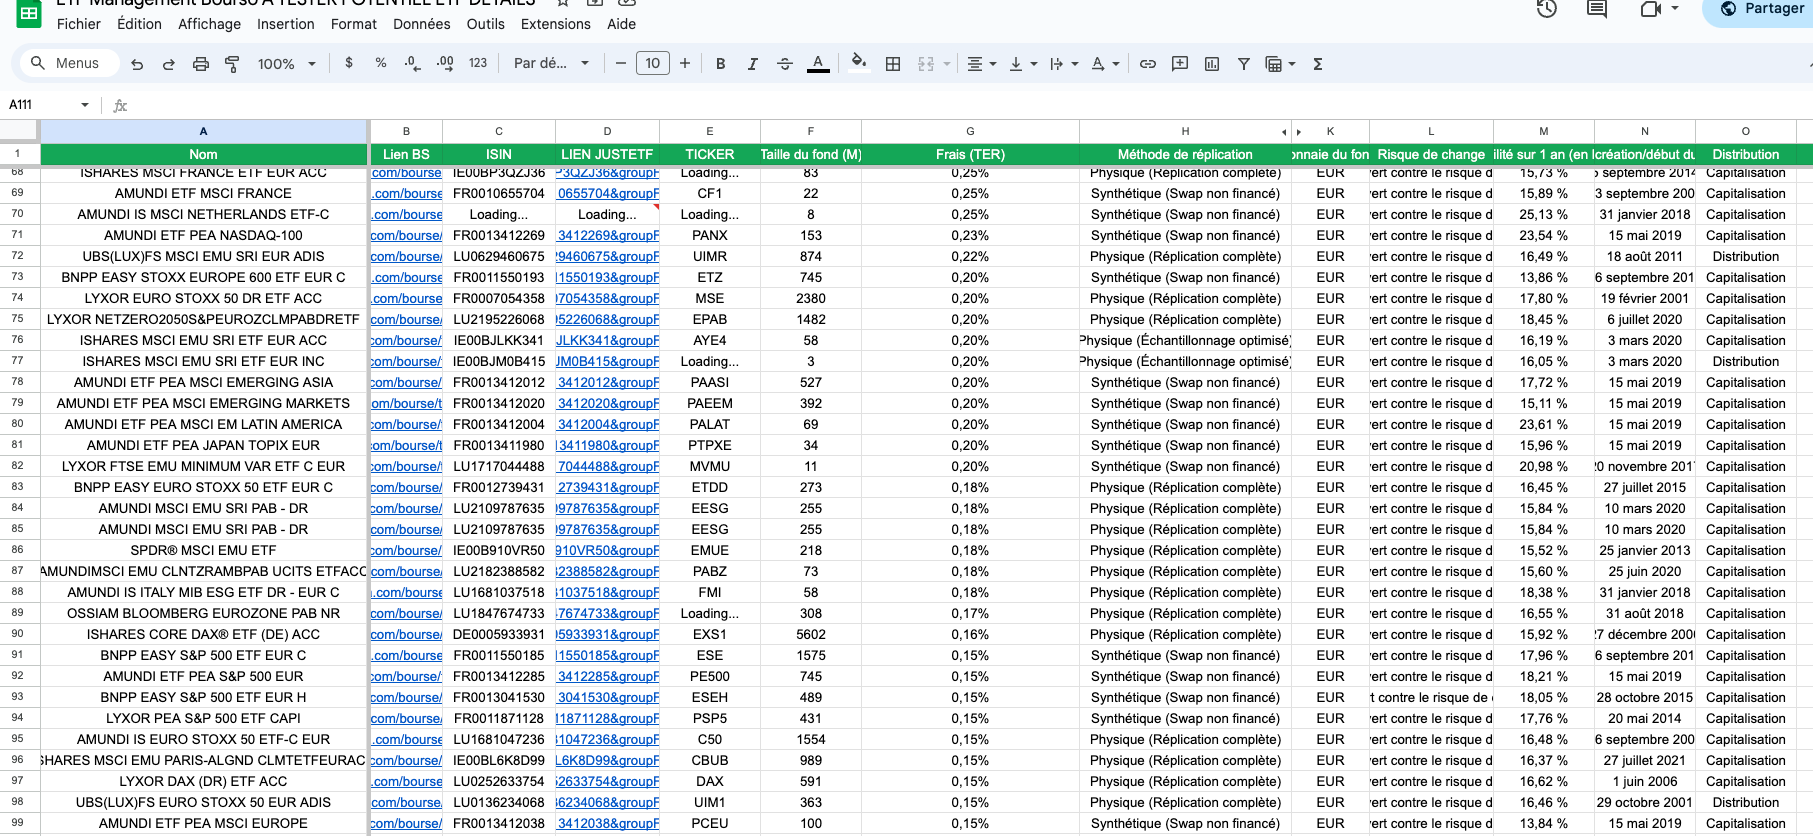 ETF Management Bourso A TESTER POTENTIEL ETF DETAILS
Fichier Édition Affichage Insertion Format Données Outils Extensions Aide
Partager
Menus 100% $ % .0 .00 123 Par dé... 10 B I S A Σ
A111 fx
A B C D E F G H K L M N O
1 Nom Lien BS ISIN LIEN JUSTETF TICKER Taille du fond (M) Frais (TER) Méthode de réplication nnaie du fon Risque de change ilité sur 1 an (en création/début du Distribution
68 ISHARES MSCI FRANCE ETF EUR ACC .com/bourse IE00BP3QZJ36 P3QZJ36&groupF Loading... 83 0,25% Physique (Réplication complète) EUR vert contre le risque d 15,73 % septembre 2014 Capitalisation
69 AMUNDI ETF MSCI FRANCE .com/bourse FR0010655704 0655704&groupF CF1 22 0,25% Synthétique (Swap non financé) EUR vert contre le risque d 15,89 % 3 septembre 200 Capitalisation
70 AMUNDI IS MSCI NETHERLANDS ETF-C .com/bourse Loading... Loading... Loading... 8 0,25% Synthétique (Swap non financé) EUR vert contre le risque d 25,13 % 31 janvier 2018 Capitalisation
71 AMUNDI ETF PEA NASDAQ-100 com/bourse/ FR0013412269 3412269&groupF PANX 153 0,23% Synthétique (Swap non financé) EUR vert contre le risque d 23,54 % 15 mai 2019 Capitalisation
72 UBS(LUX)FS MSCI EMU SRI EUR ADIS com/bourse/ LU0629460675 29460675&groupF UIMR 874 0,22% Physique (Réplication complète) EUR vert contre le risque d 16,49 % 18 août 2011 Distribution
73 BNPP EASY STOXX EUROPE 600 ETF EUR C .com/bourse FR0011550193 1550193&groupF ETZ 745 0,20% Synthétique (Swap non financé) EUR vert contre le risque d 13,86 % 6 septembre 201 Capitalisation
74 LYXOR EURO STOXX 50 DR ETF ACC .com/bourse/ FR0007054358 07054358&groupF MSE 2380 0,20% Physique (Réplication complète) EUR vert contre le risque d 17,80 % 19 février 2001 Capitalisation
75 LYXOR NETZERO2050S&PEUROZCLMPABDRETF com/bourse/ LU2195226068 95226068&groupF EPAB 1482 0,20% Physique (Réplication complète) EUR vert contre le risque d 18,45 % 6 juillet 2020 Capitalisation
76 ISHARES MSCI EMU SRI ETF EUR ACC com/bourse/ IE00BJLKK341 JLKK341&groupF AYE4 58 0,20% Physique (Échantillonnage optimisé) EUR vert contre le risque d 16,19 % 3 mars 2020 Capitalisation
77 ISHARES MSCI EMU SRI ETF EUR INC com/bourse/ IE00BJM0B415 JM0B415&groupF Loading... 3 0,20% Physique (Échantillonnage optimisé) EUR vert contre le risque d 16,05 % 3 mars 2020 Distribution
78 AMUNDI ETF PEA MSCI EMERGING ASIA com/bourse/ FR0013412012 3412012&groupF PAASI 527 0,20% Synthétique (Swap non financé) EUR vert contre le risque d 17,72 % 15 mai 2019 Capitalisation
79 AMUNDI ETF PEA MSCI EMERGING MARKETS om/bourse/t FR0013412020 3412020&groupF PAEEM 392 0,20% Synthétique (Swap non financé) EUR vert contre le risque d 15,11 % 15 mai 2019 Capitalisation
80 AMUNDI ETF PEA MSCI EM LATIN AMERICA com/bourse/ FR0013412004 3412004&groupF PALAT 69 0,20% Synthétique (Swap non financé) EUR vert contre le risque d 23,61 % 15 mai 2019 Capitalisation
81 AMUNDI ETF PEA JAPAN TOPIX EUR om/bourse/t FR0013411980 3411980&groupF PTPXE 34 0,20% Synthétique (Swap non financé) EUR vert contre le risque d 15,96 % 15 mai 2019 Capitalisation
82 LYXOR FTSE EMU MINIMUM VAR ETF C EUR com/bourse/ LU1717044488 7044488&groupF MVMU 11 0,20% Synthétique (Swap non financé) EUR vert contre le risque d 20,98 % 20 novembre 201 Capitalisation
83 BNPP EASY EURO STOXX 50 ETF EUR C com/bourse/ FR0012739431 2739431&groupF ETDD 273 0,18% Physique (Réplication complète) EUR vert contre le risque d 16,45 % 27 juillet 2015 Capitalisation
84 AMUNDI MSCI EMU SRI PAB - DR com/bourse/ LU2109787635 09787635&groupF EESG 255 0,18% Physique (Réplication complète) EUR vert contre le risque d 15,84 % 10 mars 2020 Capitalisation
85 AMUNDI MSCI EMU SRI PAB - DR com/bourse/ LU2109787635 09787635&groupF EESG 255 0,18% Physique (Réplication complète) EUR vert contre le risque d 15,84 % 10 mars 2020 Capitalisation
86 SPDR® MSCI EMU ETF com/bourse/ IE00B910VR50 910VR50&groupF EMUE 218 0,18% Physique (Réplication complète) EUR vert contre le risque d 15,52 % 25 janvier 2013 Capitalisation
87 AMUNDIMSCI EMU CLNTZRAMBPAB UCITS ETFACC com/bourse/ LU2182388582 82388582&groupF PABZ 73 0,18% Physique (Réplication complète) EUR vert contre le risque d 15,60 % 25 juin 2020 Capitalisation
88 AMUNDI IS ITALY MIB ESG ETF DR - EUR C .com/bourse LU1681037518 81037518&groupF FMI 58 0,18% Physique (Réplication complète) EUR vert contre le risque d 18,38 % 31 janvier 2018 Capitalisation
89 OSSIAM BLOOMBERG EUROZONE PAB NR com/bourse/ LU1847674733 47674733&groupF Loading... 308 0,17% Physique (Réplication complète) EUR vert contre le risque d 16,55 % 31 août 2018 Capitalisation
90 ISHARES CORE DAX® ETF (DE) ACC com/bourse/ DE0005933931 05933931&groupF EXS1 5602 0,16% Physique (Réplication complète) EUR vert contre le risque d 15,92 % 27 décembre 200 Capitalisation
91 BNPP EASY S&P 500 ETF EUR C .com/bourse FR0011550185 1550185&groupF ESE 1575 0,15% Synthétique (Swap non financé) EUR vert contre le risque d 17,96 % 6 septembre 201 Capitalisation
92 AMUNDI ETF PEA S&P 500 EUR com/bourse/ FR0013412285 3412285&groupF PE500 745 0,15% Synthétique (Swap non financé) EUR vert contre le risque d 18,21 % 15 mai 2019 Capitalisation
93 BNPP EASY S&P 500 ETF EUR H com/bourse/ FR0013041530 3041530&groupF ESEH 489 0,15% Synthétique (Swap non financé) EUR t contre le risque de 18,05 % 28 octobre 2015 Capitalisation
94 LYXOR PEA S&P 500 ETF CAPI com/bourse/ FR0011871128 11871128&groupF PSP5 431 0,15% Synthétique (Swap non financé) EUR vert contre le risque d 17,76 % 20 mai 2014 Capitalisation
95 AMUNDI IS EURO STOXX 50 ETF-C EUR .com/bourse LU1681047236 81047236&groupF C50 1554 0,15% Physique (Réplication complète) EUR vert contre le risque d 16,48 % 6 septembre 200 Capitalisation
96 SHARES MSCI EMU PARIS-ALGND CLMTETFEURAC com/bourse/ IE00BL6K8D99 L6K8D99&groupF CBUB 989 0,15% Physique (Réplication complète) EUR vert contre le risque d 16,37 % 27 juillet 2021 Capitalisation
97 LYXOR DAX (DR) ETF ACC .com/bourse LU0252633754 52633754&groupF DAX 591 0,15% Physique (Réplication complète) EUR vert contre le risque d 16,62 % 1 juin 2006 Capitalisation
98 UBS(LUX)FS EURO STOXX 50 EUR ADIS com/bourse/ LU0136234068 36234068&groupF UIM1 363 0,15% Physique (Réplication complète) EUR vert contre le risque d 16,46 % 29 octobre 2001 Distribution
99 AMUNDI ETF PEA MSCI EUROPE com/bourse/ FR0013412038 3412038&groupF PCEU 100 0,15% Synthétique (Swap non financé) EUR vert contre le risque d 13,84 % 15 mai 2019 Capitalisation